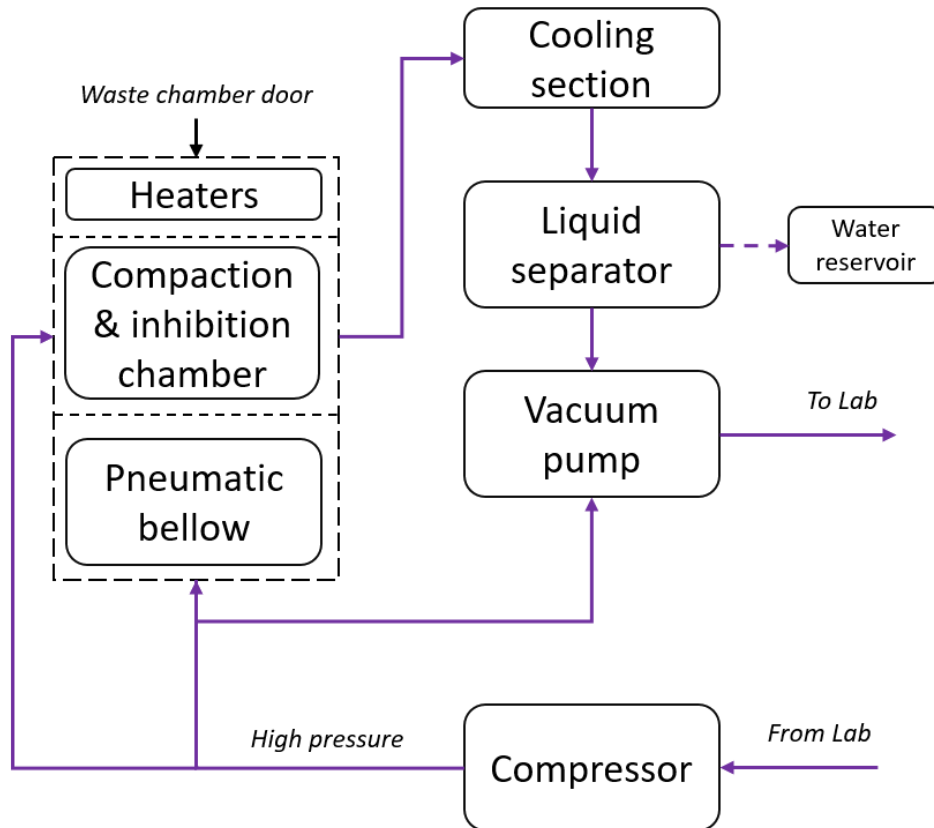 Cooling
section
Waste chamber door
Heaters
Liquid
separator
Water
reservoir
Compaction
& inhibition
chamber
Vacuum
pump
To Lab
Pneumatic
bellow
High pressure
Compressor
From Lab